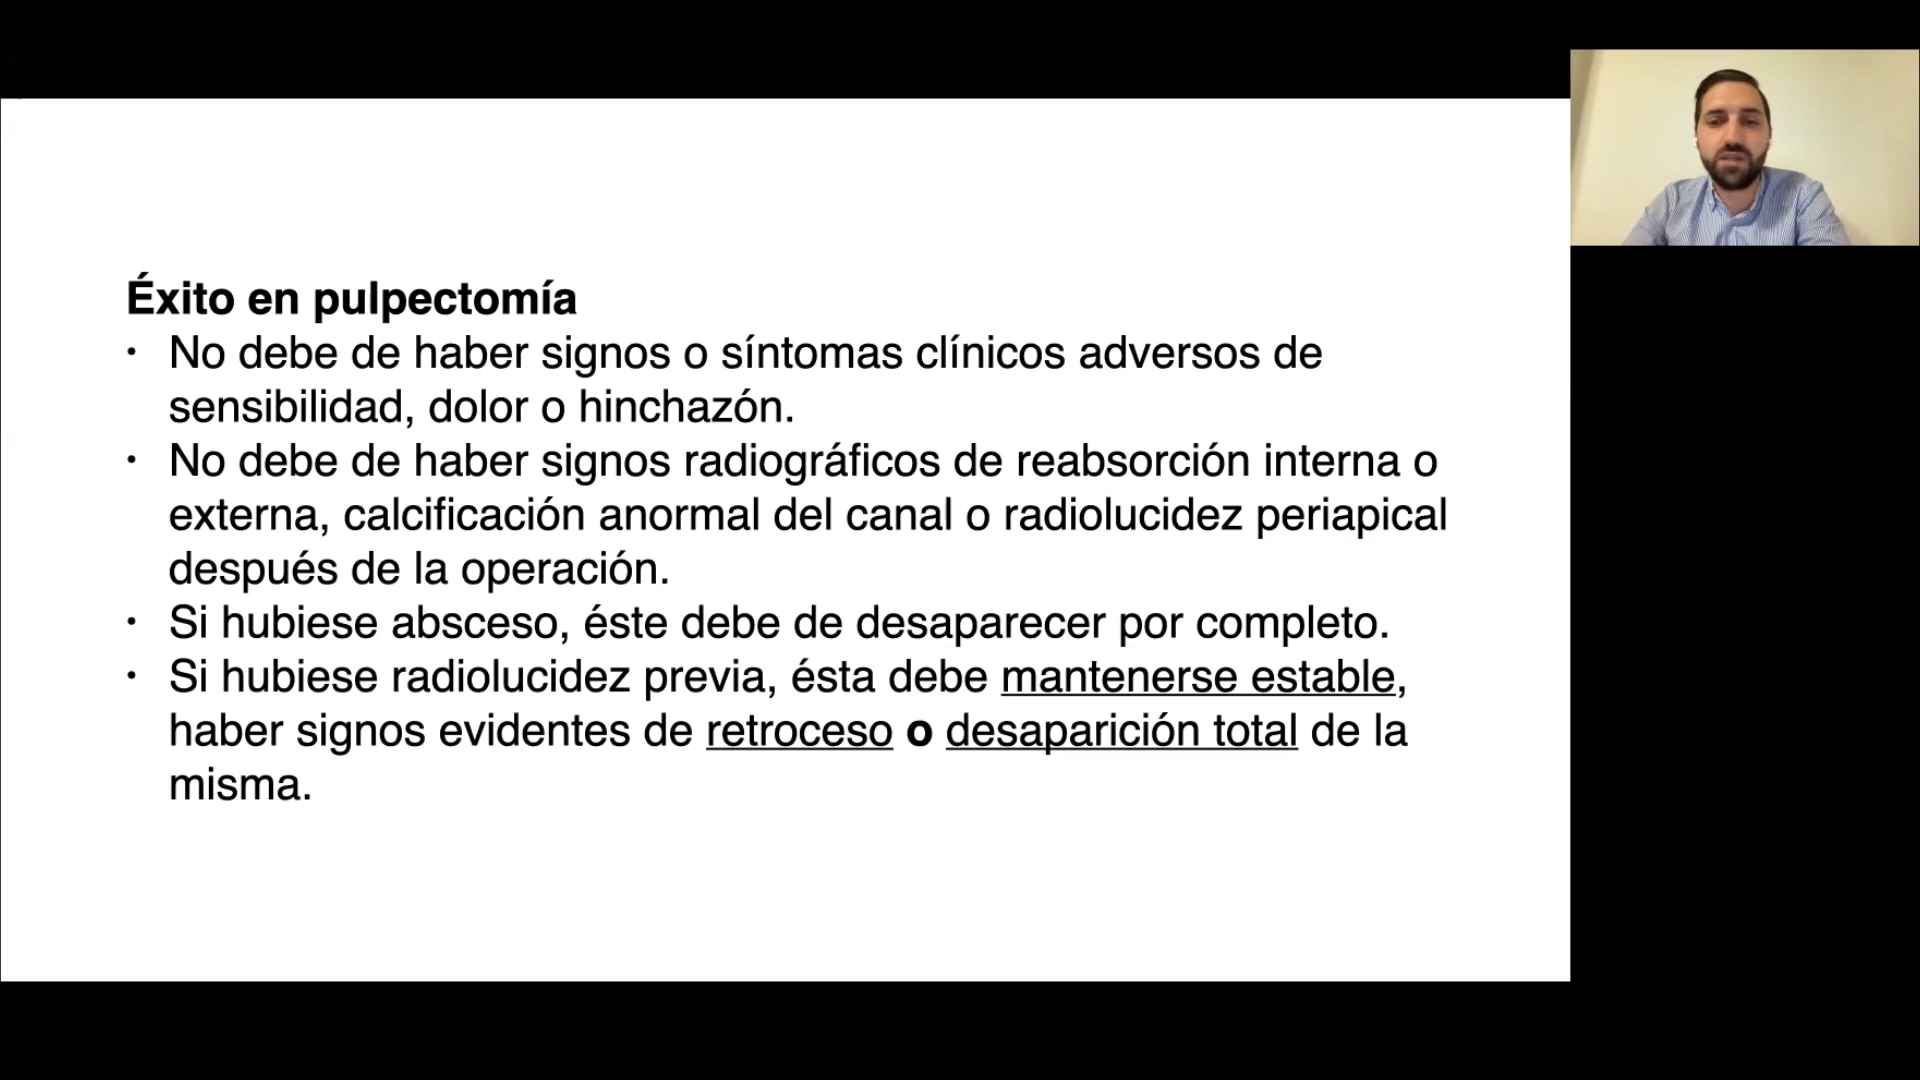 Éxito en pulpectomía
· No debe de haber signos o síntomas clínicos adversos de
sensibilidad, dolor o hinchazón.
· No debe de haber signos radiográficos de reabsorción interna o
externa, calcificación anormal del canal o radiolucidez periapical
después de la operación.
· Si hubiese absceso, éste debe de desaparecer por completo.
· Si hubiese radiolucidez previa, ésta debe mantenerse estable,
haber signos evidentes de retroceso o desaparición total de la
misma.